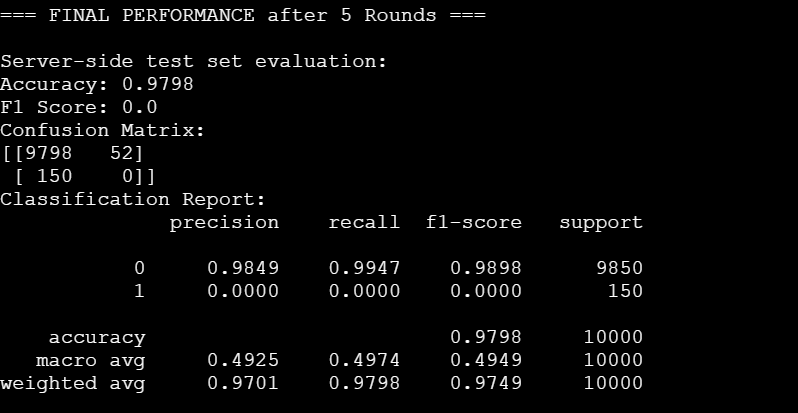 === FINAL PERFORMANCE after 5 Rounds ===
Server-side test set evaluation:
Accuracy: 0.9798
F1 Score: 0.0
Confusion Matrix:
[[9798   52]
 [ 150    0]]
Classification Report:
              precision    recall  f1-score   support
           0     0.9849    0.9947    0.9898      9850
           1     0.0000    0.0000    0.0000       150
    accuracy                         0.9798     10000
   macro avg     0.4925    0.4974    0.4949     10000
weighted avg     0.9701    0.9798    0.9749     10000